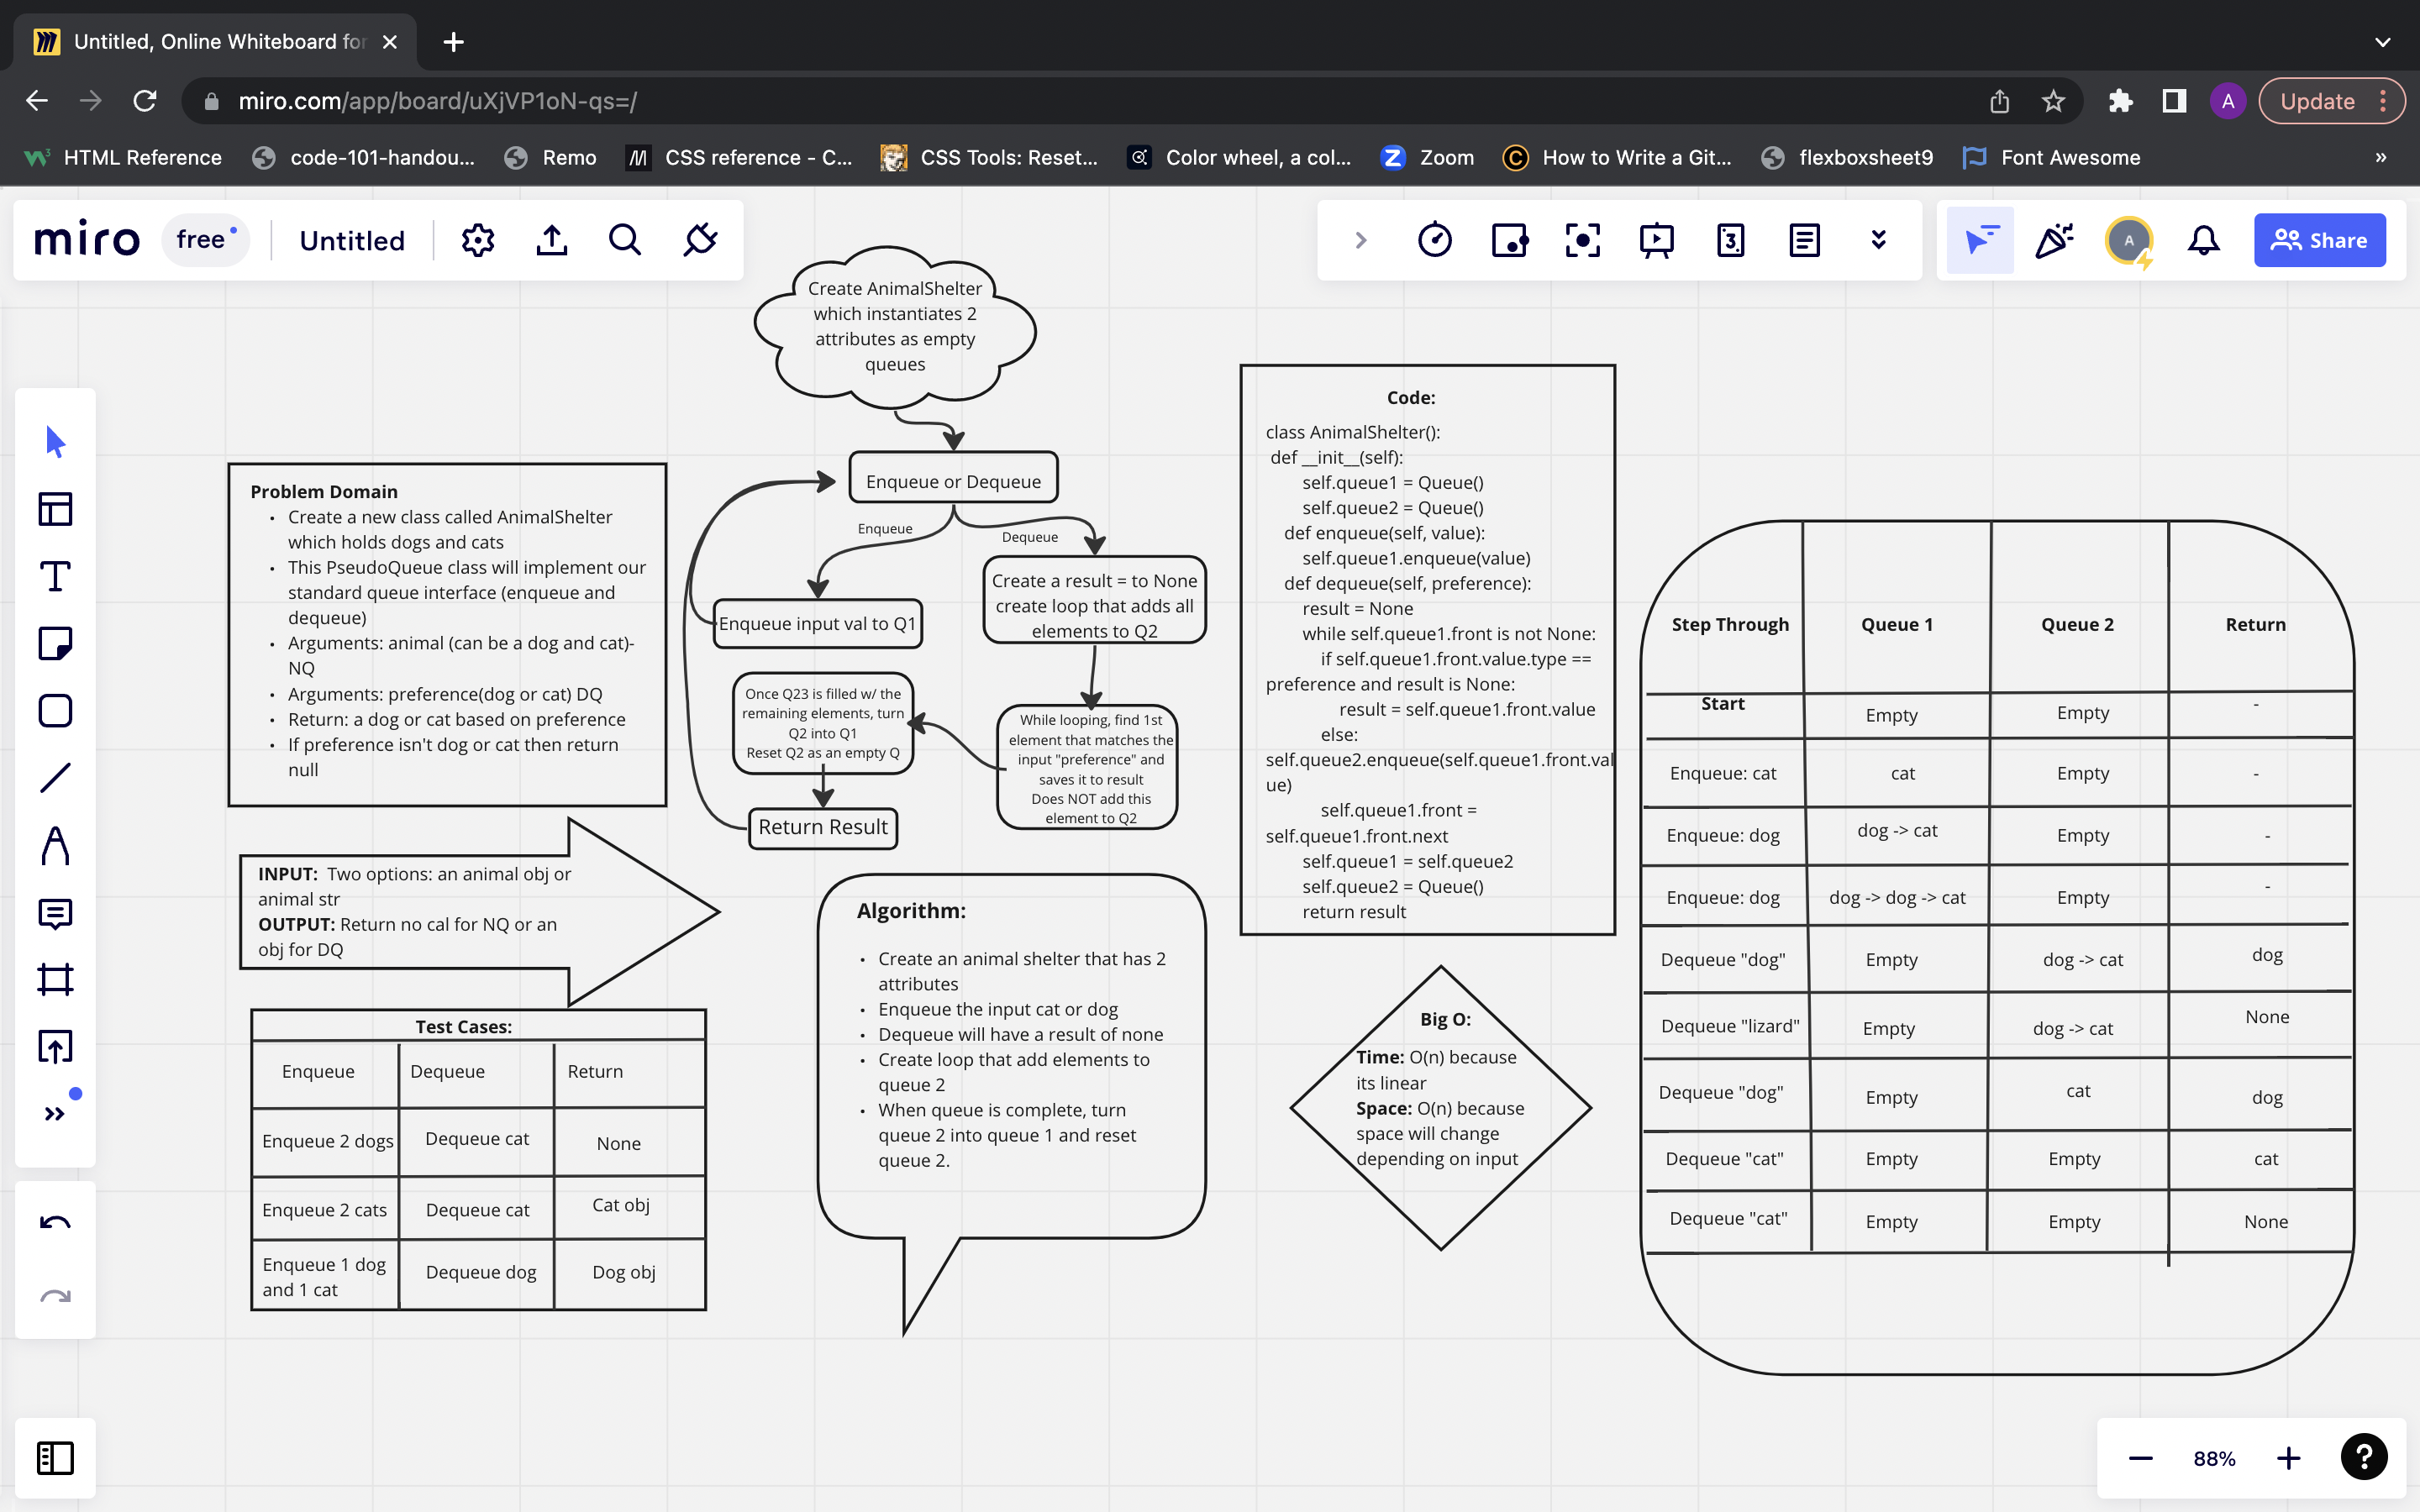 Untitled, Online Whiteboard for
miro.com/app/board/uXjVP1oN-qs=/
A
Update
HTML Reference
code-101-handou...
Remo
CSS reference - C...
CSS Tools: Reset...
Color wheel, a col...
Zoom
How to Write a Git...
flexboxsheet9
Font Awesome
»
miro
free
Untitled
A
Share
Create AnimalShelter
which instantiates 2
attributes as empty
queues
Enqueue or Dequeue
Enqueue
Dequeue
Enqueue input val to Q1
Create a result = to None
create loop that adds all
elements to Q2
While looping, find 1st
element that matches the
input "preference" and
saves it to result
Does NOT add this
element to Q2
Once Q23 is filled w/ the
remaining elements, turn
Q2 into Q1
Reset Q2 as an empty Q
Return Result
Problem Domain
• Create a new class called AnimalShelter
which holds dogs and cats
• This PseudoQueue class will implement our
standard queue interface (enqueue and
dequeue)
• Arguments: animal (can be a dog and cat)-
NQ
• Arguments: preference(dog or cat) DQ
• Return: a dog or cat based on preference
• If preference isn't dog or cat then return
null
INPUT: Two options: an animal obj or
animal str
OUTPUT: Return no cal for NQ or an
obj for DQ
Test Cases:
Enqueue Dequeue Return
Enqueue 2 dogs Dequeue cat None
Enqueue 2 cats Dequeue cat Cat obj
Enqueue 1 dog
and 1 cat Dequeue dog Dog obj
Algorithm:
• Create an animal shelter that has 2
attributes
• Enqueue the input cat or dog
• Dequeue will have a result of none
• Create loop that add elements to
queue 2
• When queue is complete, turn
queue 2 into queue 1 and reset
queue 2.
Code:
class AnimalShelter():
def __init__(self):
self.queue1 = Queue()
self.queue2 = Queue()
def enqueue(self, value):
self.queue1.enqueue(value)
def dequeue(self, preference):
result = None
while self.queue1.front is not None:
if self.queue1.front.value.type ==
preference and result is None:
result = self.queue1.front.value
else:
self.queue2.enqueue(self.queue1.front.val
ue)
self.queue1.front =
self.queue1.front.next
self.queue1 = self.queue2
self.queue2 = Queue()
return result
Big O:
Time: O(n) because
its linear
Space: O(n) because
space will change
depending on input
Step Through Queue 1 Queue 2 Return
Start Empty Empty -
Enqueue: cat cat Empty -
Enqueue: dog dog -> cat Empty -
Enqueue: dog dog -> dog -> cat Empty -
Dequeue "dog" Empty dog -> cat dog
Dequeue "lizard" Empty dog -> cat None
Dequeue "dog" Empty cat dog
Dequeue "cat" Empty Empty cat
Dequeue "cat" Empty Empty None
88%